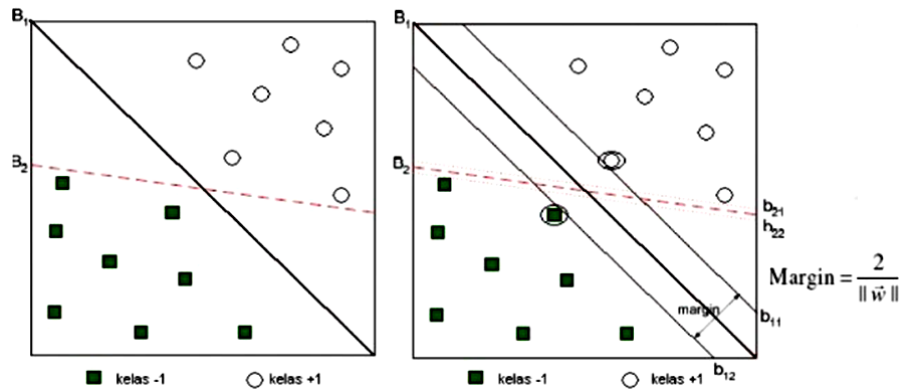 B1
B2
kelas -1
kelas +1
B1
B2
b21
b22
Margin = 2 / || w⃗ ||
margin
b11
b12
kelas -1
kelas +1